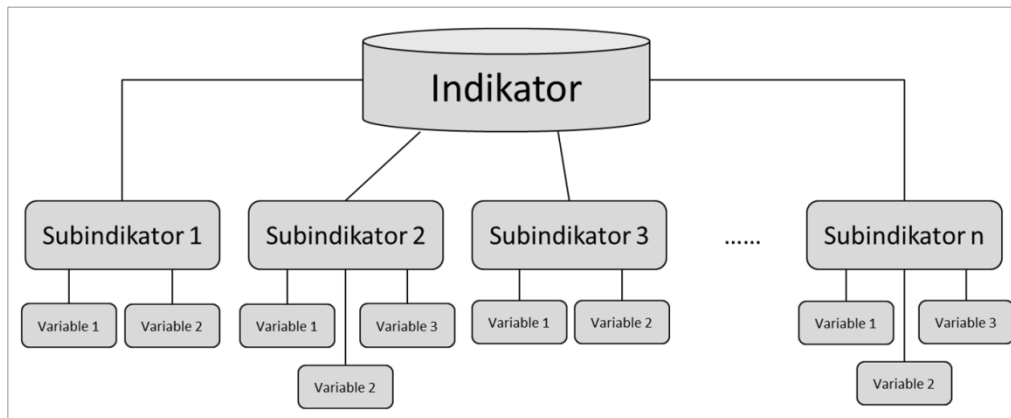 Indikator
Subindikator 1
Subindikator 2
Subindikator 3
......
Subindikator n
Variable 1
Variable 2
Variable 1
Variable 3
Variable 2
Variable 1
Variable 2
Variable 1
Variable 3
Variable 2